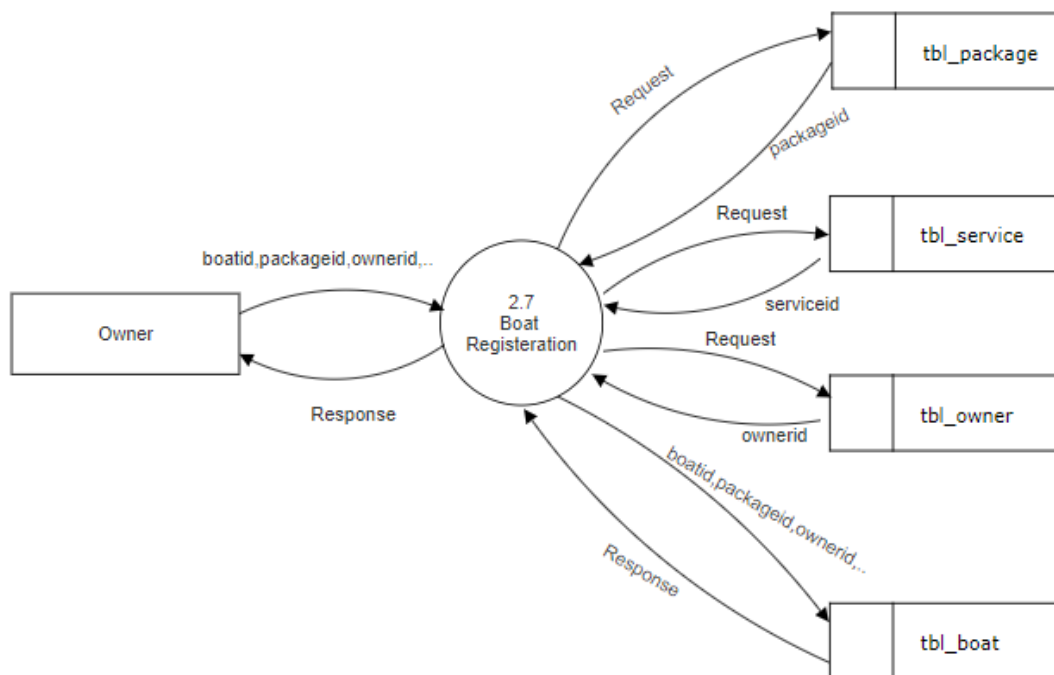 tbl_package
Request
packageid
Request
tbl_service
boatid,packageid,ownerid,..
serviceid
2.7
Boat
Registeration
Owner
Request
Response
tbl_owner
ownerid
boatid,packageid,ownerid,..
Response
tbl_boat